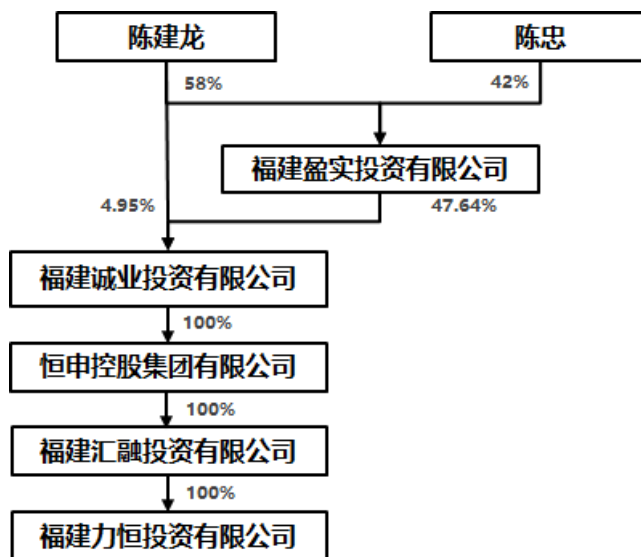 陈建龙
陈忠
58%
42%
福建盈实投资有限公司
4.95%
47.64%
福建诚业投资有限公司
100%
恒申控股集团有限公司
100%
福建汇融投资有限公司
100%
福建力恒投资有限公司